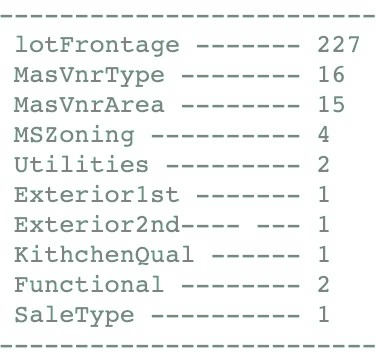 -------------------------
lotFrontage ------- 227
MasVnrType -------- 16
MasVnrArea -------- 15
MSZoning ---------- 4
Utilities --------- 2
Exterior1st ------- 1
Exterior2nd---- --- 1
KithchenQual ------ 1
Functional -------- 2
SaleType ---------- 1
-------------------------